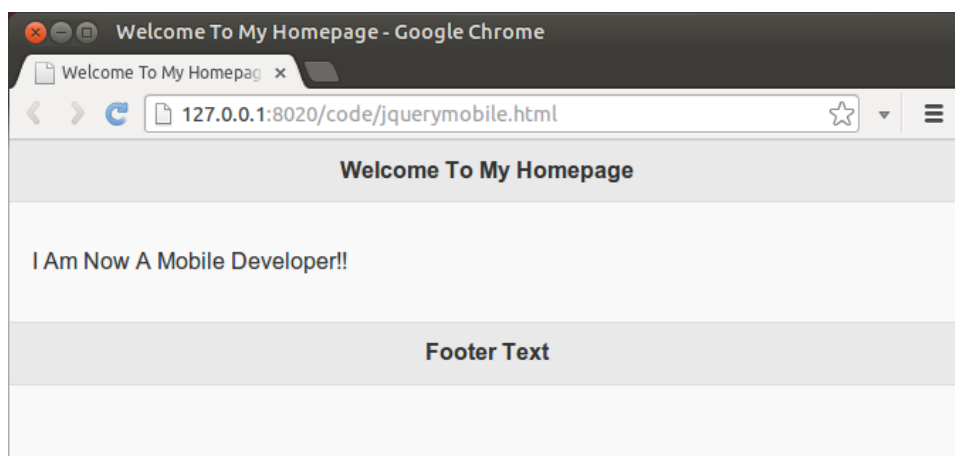 Welcome To My Homepage - Google Chrome
Welcome To My Homepag
127.0.0.1:8020/code/jquerymobile.html
Welcome To My Homepage
I Am Now A Mobile Developer!!
Footer Text